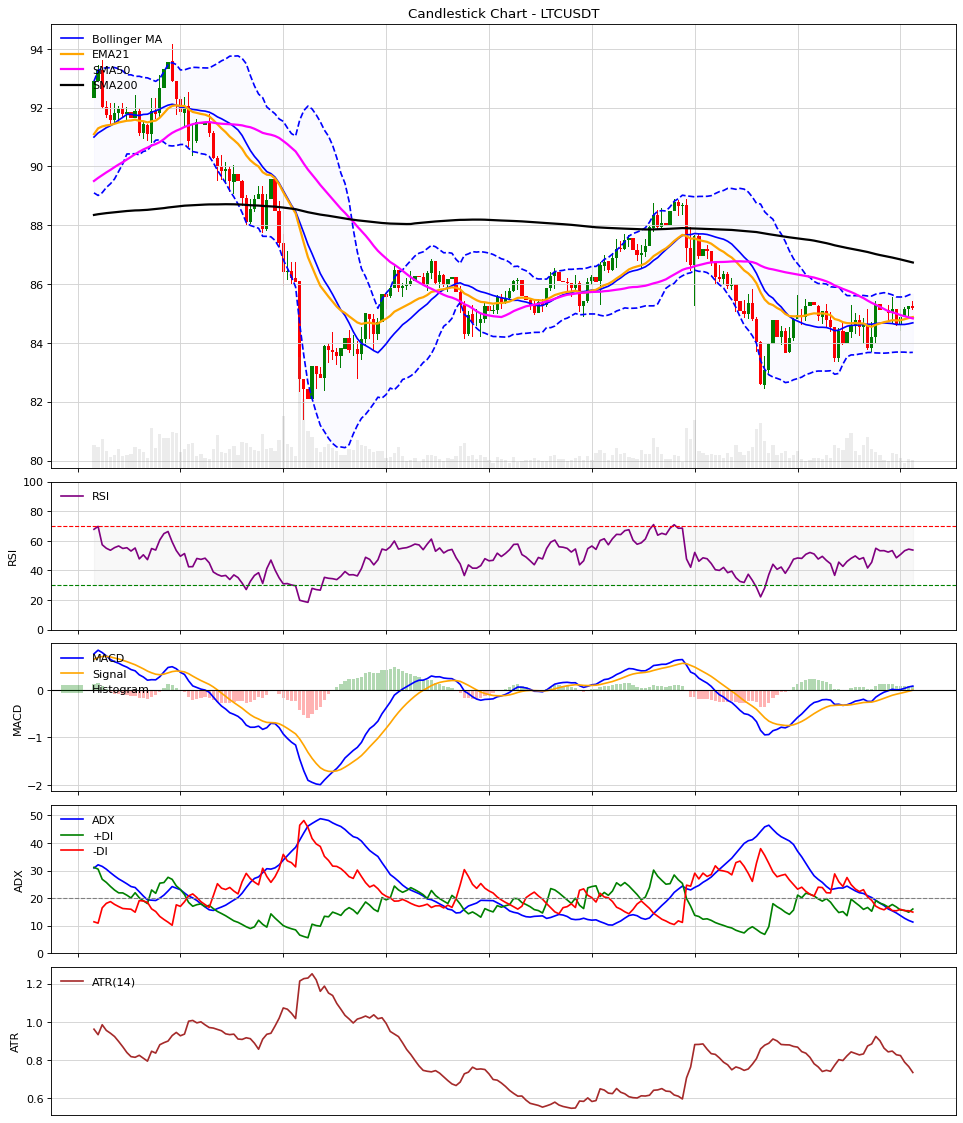 Candlestick Chart - LTCUSDT
Bollinger MA
EMA21
SMA50
SMA200
94
92
90
88
86
84
82
80
RSI
100
80
60
40
20
0
RSI
MACD
Signal
Histogram
0
−1
−2
MACD
ADX
+DI
-DI
50
40
30
20
10
0
ADX
ATR(14)
1.2
1.0
0.8
0.6
ATR